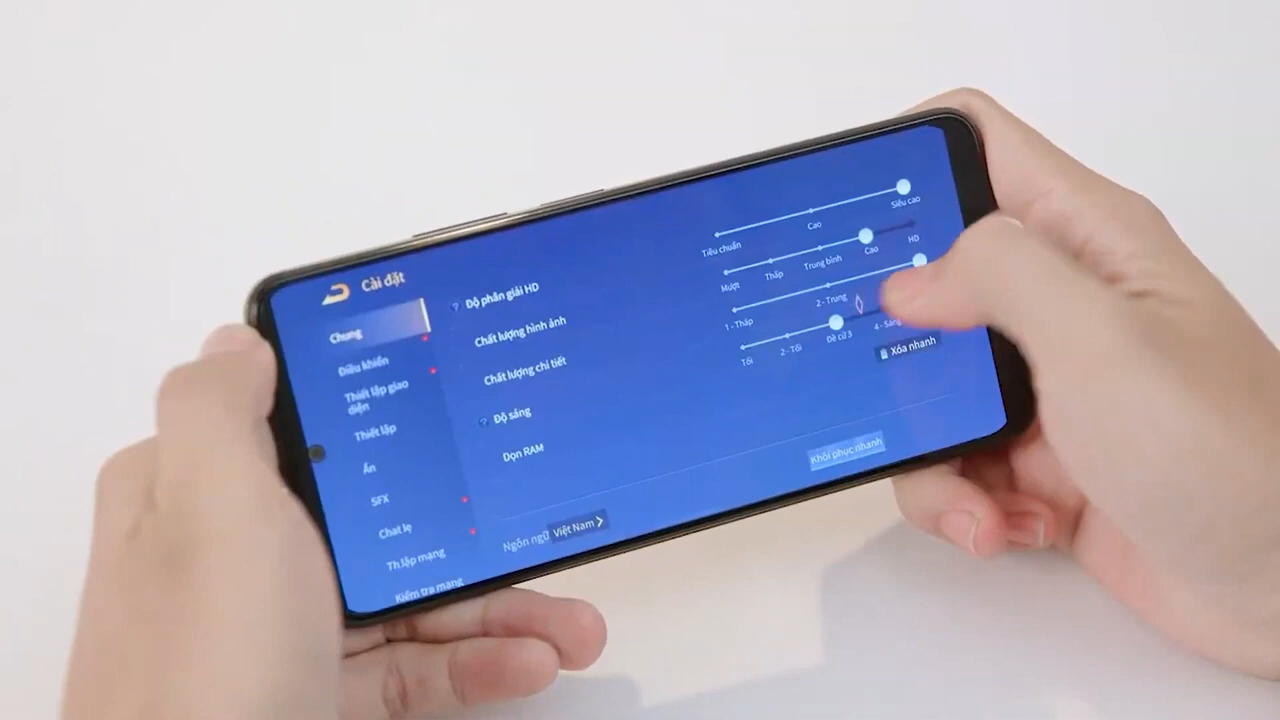 Cài đặt
Chung
Điều khiển
Thiết lập giao
diện
Thiết lập
Ẩn
SFX
Chat lẹ
Th.lập mạng
Kiểm tra mạng
Độ phân giải HD
Tiêu chuẩn
Cao
Siêu cao
Chất lượng hình ảnh
Mượt
Thấp
Trung bình
Cao
HD
Chất lượng chi tiết
1 - Thấp
2 - Trung
Độ sáng
Tối
2 - Tối
Đề cử 3
4 - Sáng
Dọn RAM
Xóa nhanh
Khôi phục nhanh
Ngôn ngữ
Việt Nam